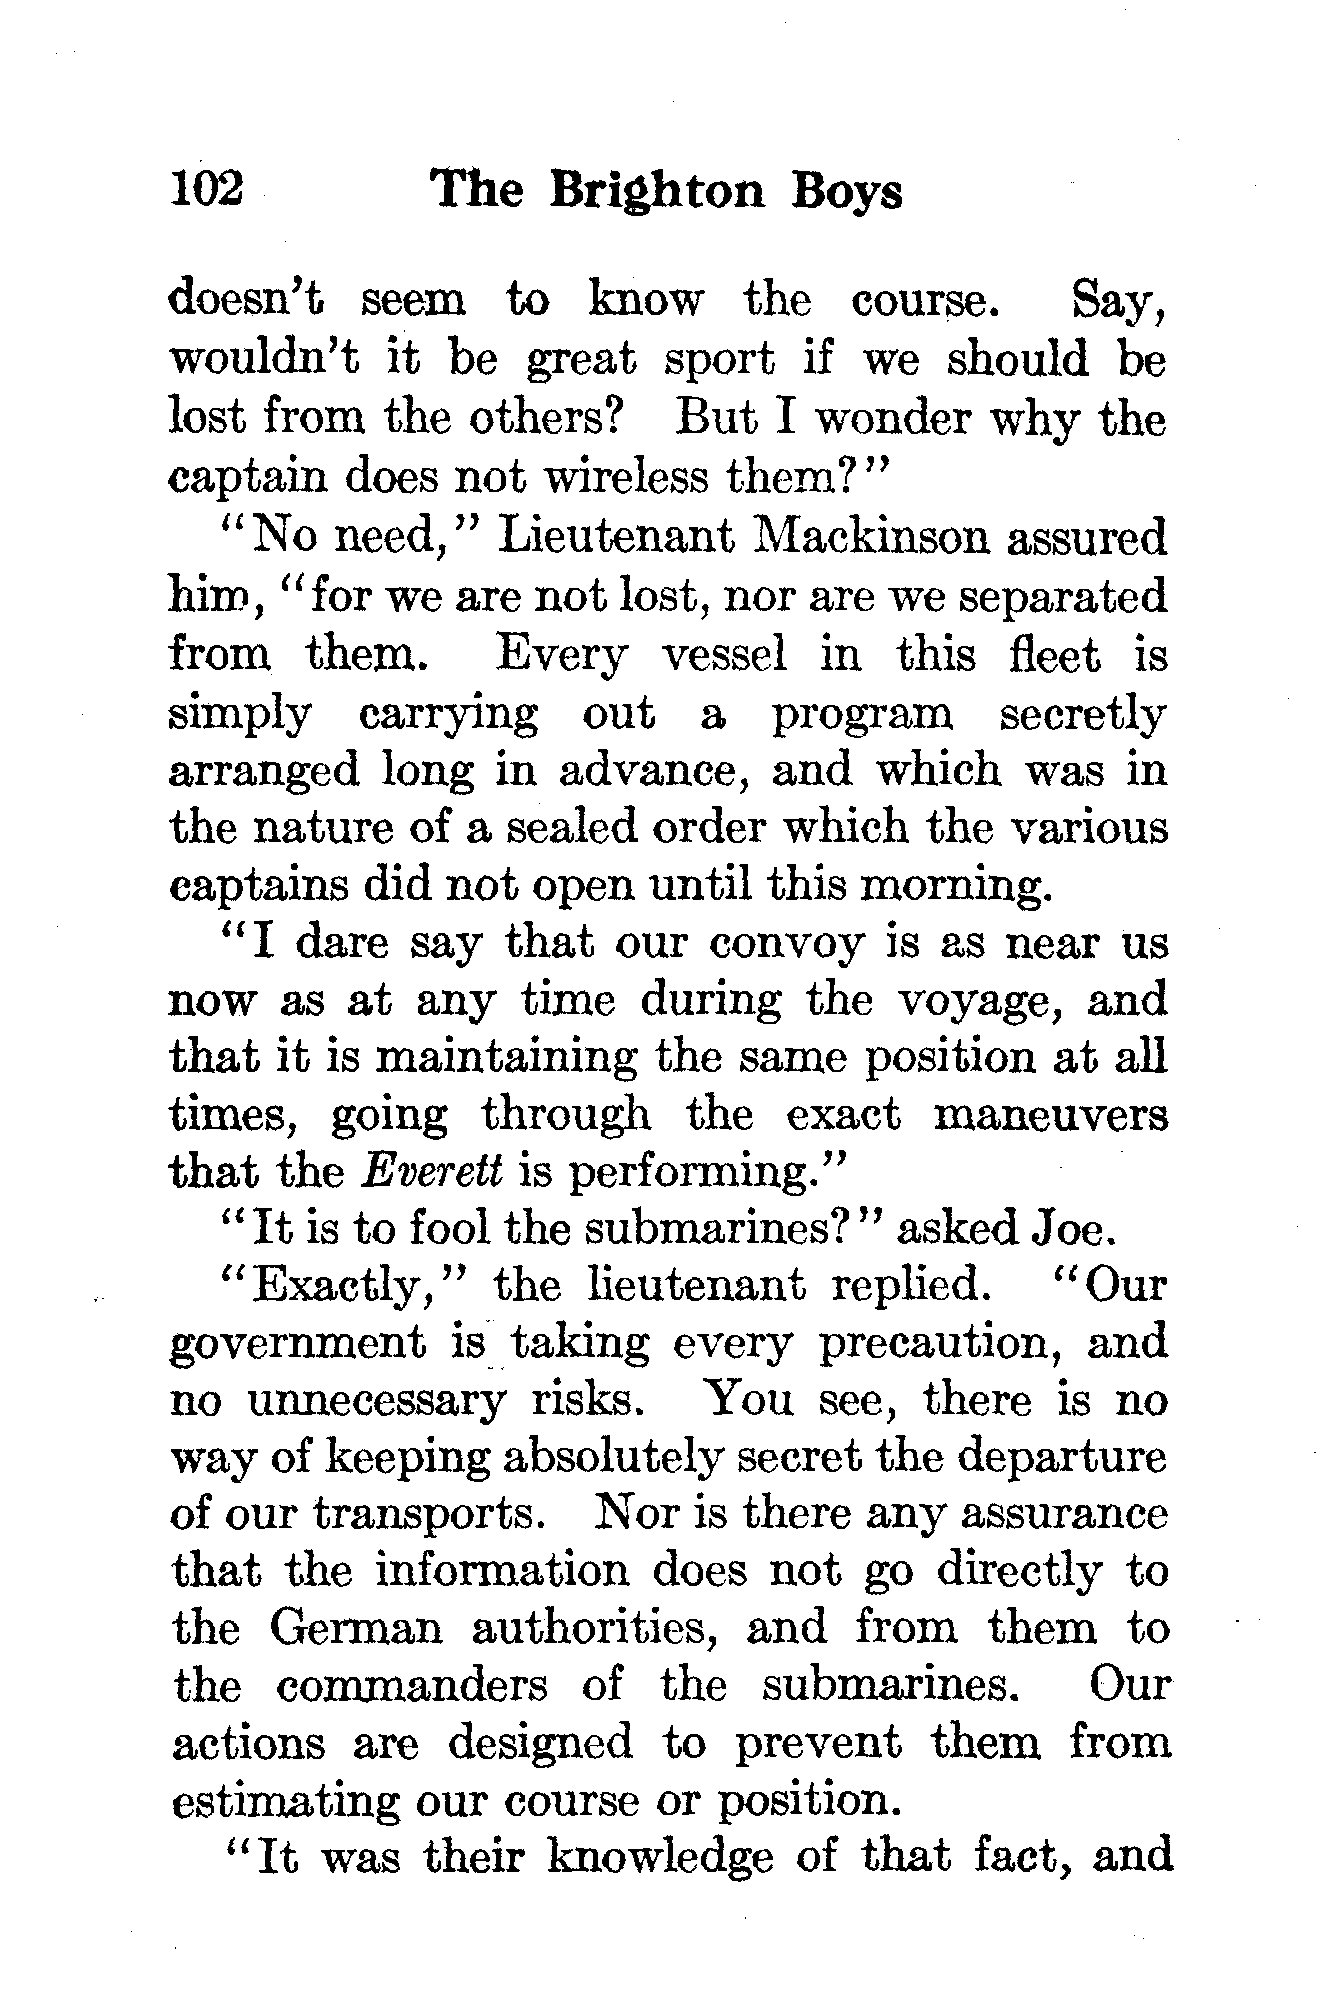 102 The Brighton Boys
doesn't seem to know the course. Say,
wouldn't it be great sport if we should be
lost from the others? But I wonder why the
captain does not wireless them?"
"No need," Lieutenant Mackinson assured
him, "for we are not lost, nor are we separated
from them. Every vessel in this fleet is
simply carrying out a program secretly
arranged long in advance, and which was in
the nature of a sealed order which the various
captains did not open until this morning.
"I dare say that our convoy is as near us
now as at any time during the voyage, and
that it is maintaining the same position at all
times, going through the exact maneuvers
that the Everett is performing."
"It is to fool the submarines?" asked Joe.
"Exactly," the lieutenant replied. "Our
government is taking every precaution, and
no unnecessary risks. You see, there is no
way of keeping absolutely secret the departure
of our transports. Nor is there any assurance
that the information does not go directly to
the German authorities, and from them to
the commanders of the submarines. Our
actions are designed to prevent them from
estimating our course or position.
"It was their knowledge of that fact, and